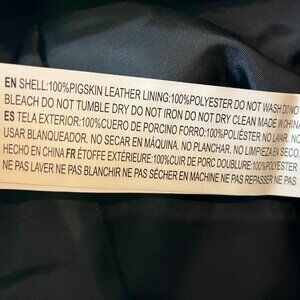 EN SHELL:100%PIGSKIN LEATHER LINING:100%POLYESTER DO NOT WASH DO NOT
BLEACH DO NOT TUMBLE DRY DO NOT IRON DO NOT DRY CLEAN MADE IN CHINA
ES TELA EXTERIOR:100%CUERO DE PORCINO FORRO:100%POLIÉSTER NO LAVAR. NO
USAR BLANQUEADOR. NO SECAR EN MÁQUINA. NO PLANCHAR. NO LIMPIEZA EN SECO.
HECHO EN CHINA FR ÉTOFFE EXTÉRIEURE:100%CUIR DE PORC DOUBLURE:100%POLYESTER
NE PAS LAVER NE PAS BLANCHIR NE PAS SÉCHER EN MACHINE NE PAS REPASSER NE PAS